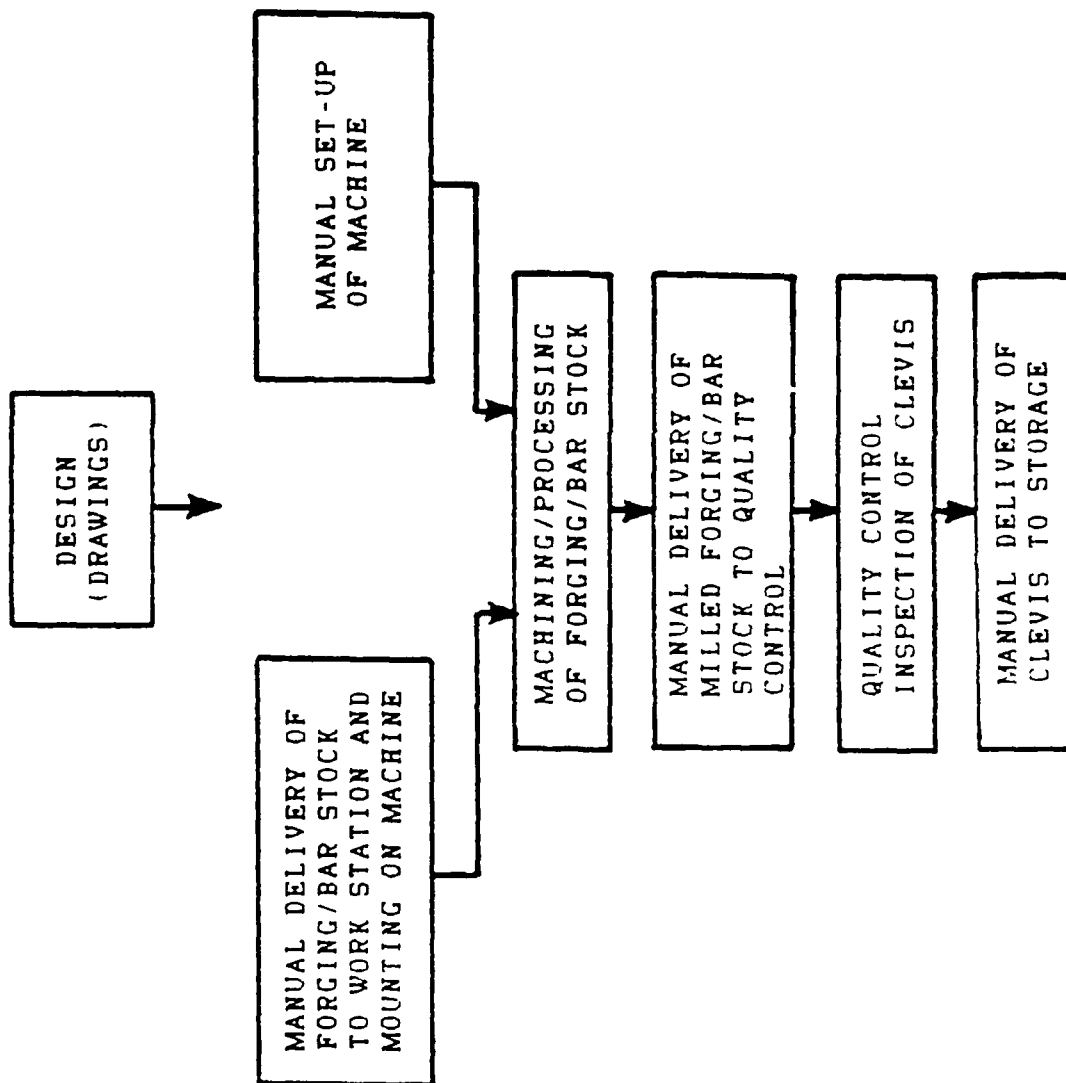 DESIGN
(DRAWINGS)
MANUAL DELIVERY OF
FORGING/BAR STOCK
TO WORK STATION AND
MOUNTING ON MACHINE
MANUAL SET-UP
OF MACHINE
MACHINING/PROCESSING
OF FORGING/BAR STOCK
MANUAL DELIVERY OF
MILLED FORGING/BAR
STOCK TO QUALITY
CONTROL
QUALITY CONTROL
INSPECTION OF CLEVIS
MANUAL DELIVERY OF
CLEVIS TO STORAGE